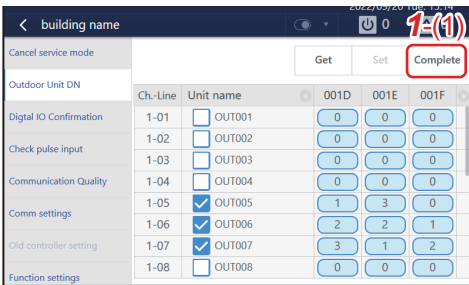 2022/09/20 Tue. 15:14
building name 0 1-(1)
Get Set Complete
Cancel service mode
Outdoor Unit DN
Digtal IO Confirmation
Check pulse input
Communication Quality
Comm settings
Old controller setting
Function settings
Ch.-Line Unit name 001D 001E 001F
1-01 OUT001 0 0 0
1-02 OUT002 0 0 0
1-03 OUT003 0 0 0
1-04 OUT004 0 0 0
1-05 OUT005 1 3 0
1-06 OUT006 2 2 1
1-07 OUT007 3 1 2
1-08 OUT008 0 0 0